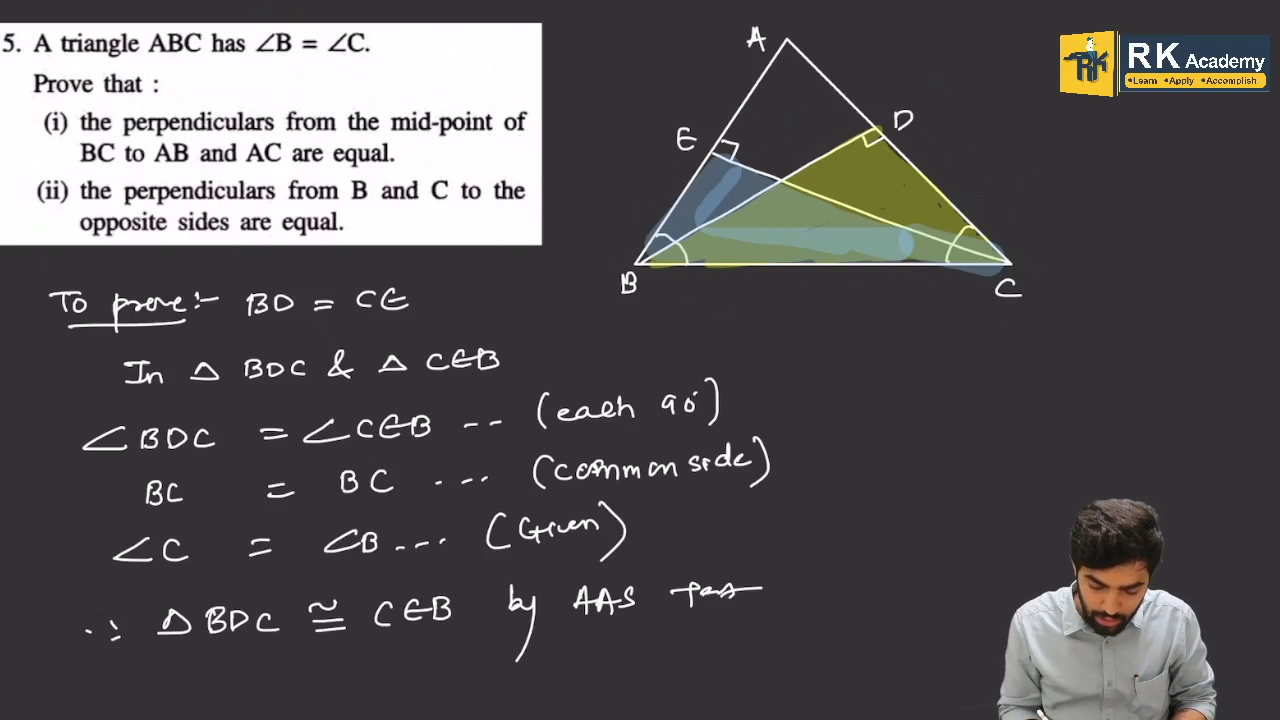 5. A triangle ABC has ∠B = ∠C.
Prove that :
(i) the perpendiculars from the mid-point of
BC to AB and AC are equal.
(ii) the perpendiculars from B and C to the
opposite sides are equal.
A
E
D
B
C
RK
RK Academy
•Learn •Apply •Accomplish
To prove:- BD = CE
In △ BDC & △ CEB
∠BDC = ∠CEB -- (each 90°)
BC = BC ... (common side)
∠C = ∠B... (Given)
∴ △ BDC ≅ CEB by AAS test